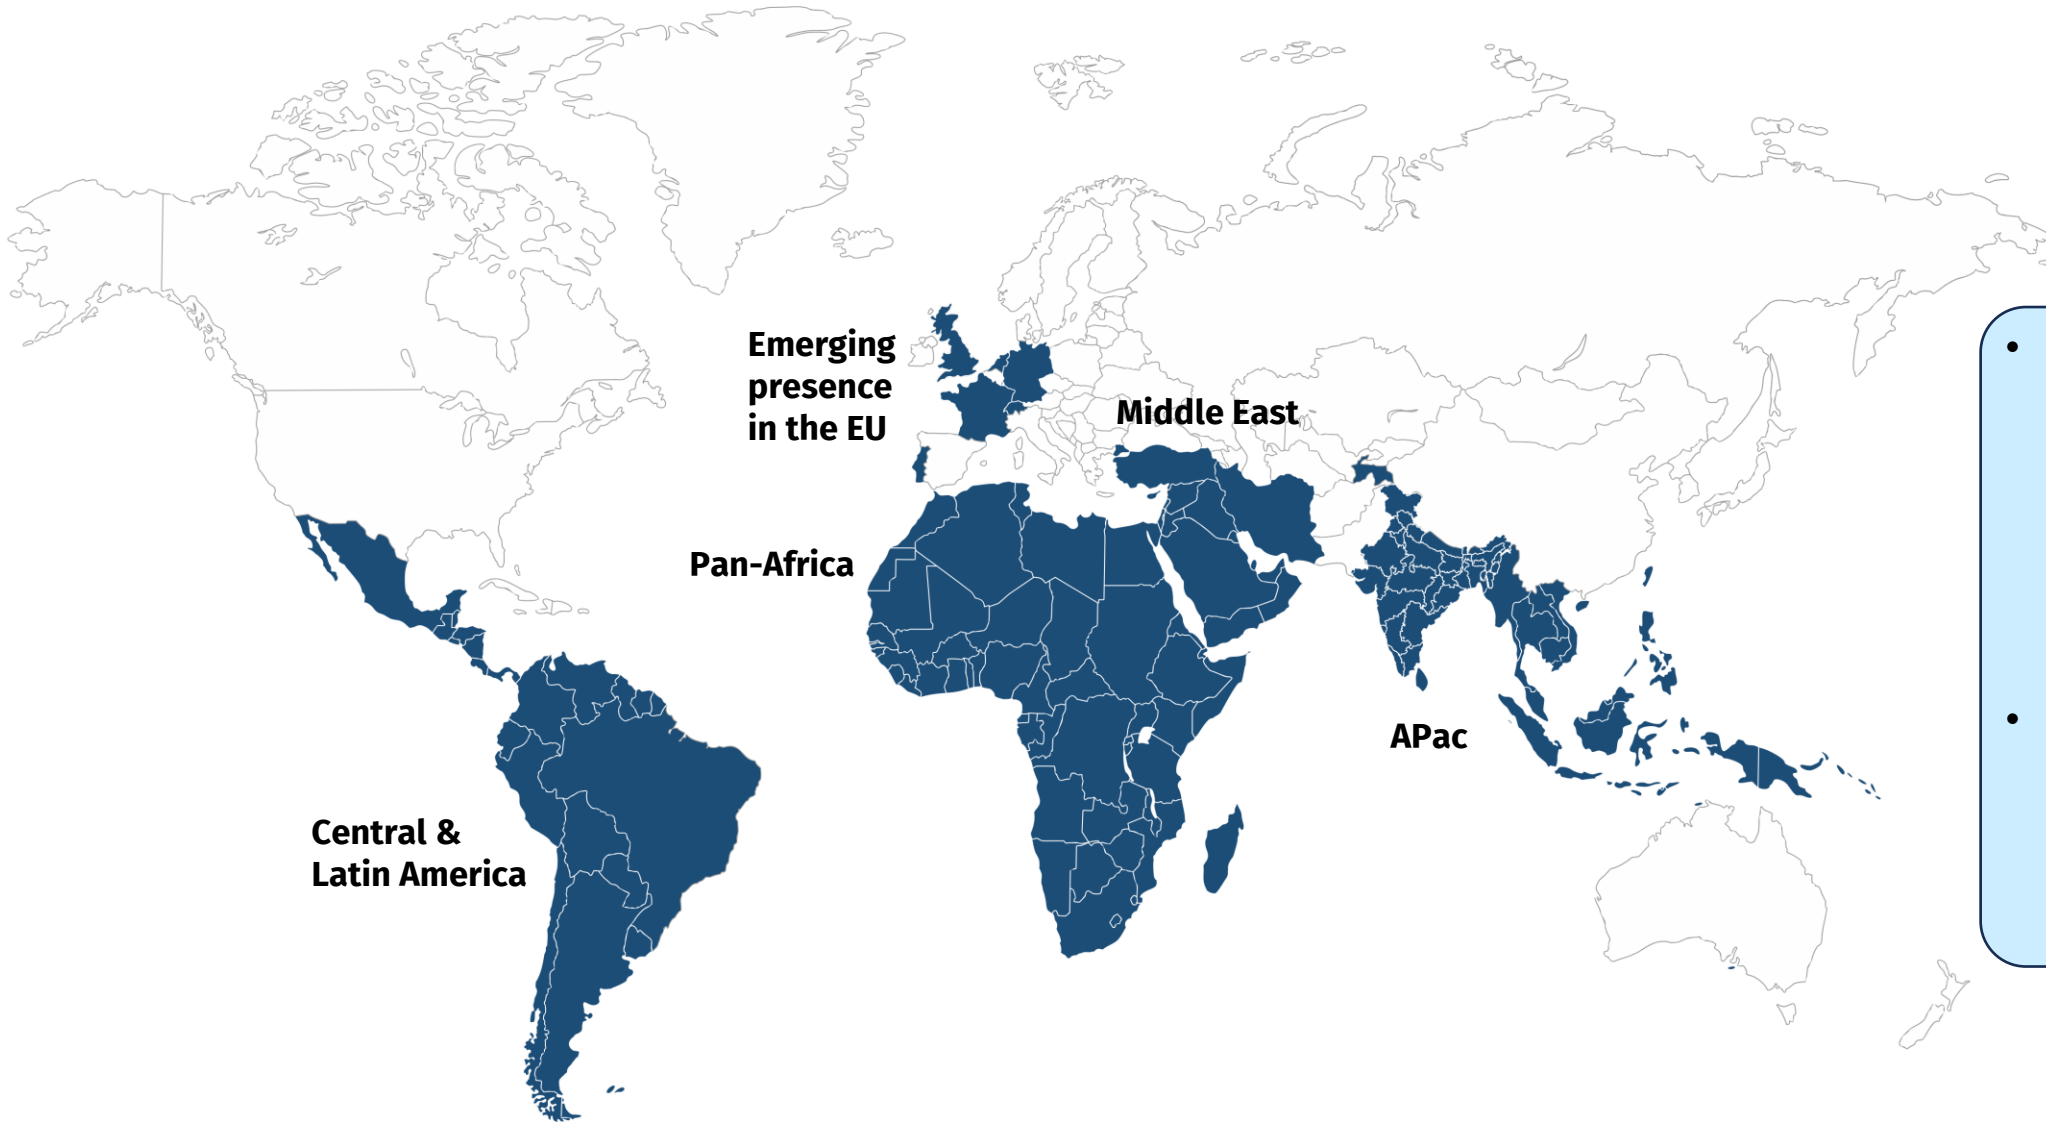 Emerging
presence
in the EU
Middle East
Pan-Africa
APac
Central &
Latin America